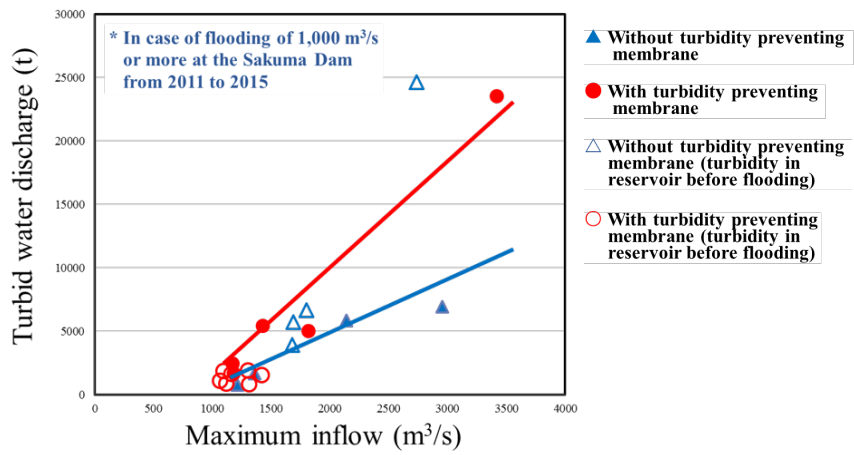 30000
25000
20000
15000
10000
5000
0
Turbid water discharge (t)
* In case of flooding of 1,000 m³/s
or more at the Sakuma Dam
from 2011 to 2015
0 500 1000 1500 2000 2500 3000 3500 4000
Maximum inflow (m³/s)
Without turbidity preventing
membrane
With turbidity preventing
membrane
Without turbidity preventing
membrane (turbidity in
reservoir before flooding)
With turbidity preventing
membrane (turbidity in
reservoir before flooding)